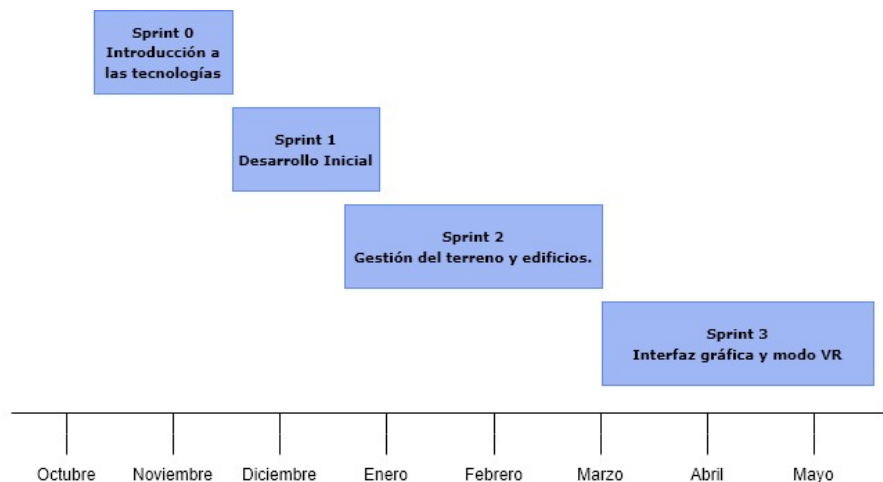 Sprint 0
Introducción a
las tecnologías
Sprint 1
Desarrollo Inicial
Sprint 2
Gestión del terreno y edificios.
Sprint 3
Interfaz gráfica y modo VR
Octubre Noviembre Diciembre Enero Febrero Marzo Abril Mayo